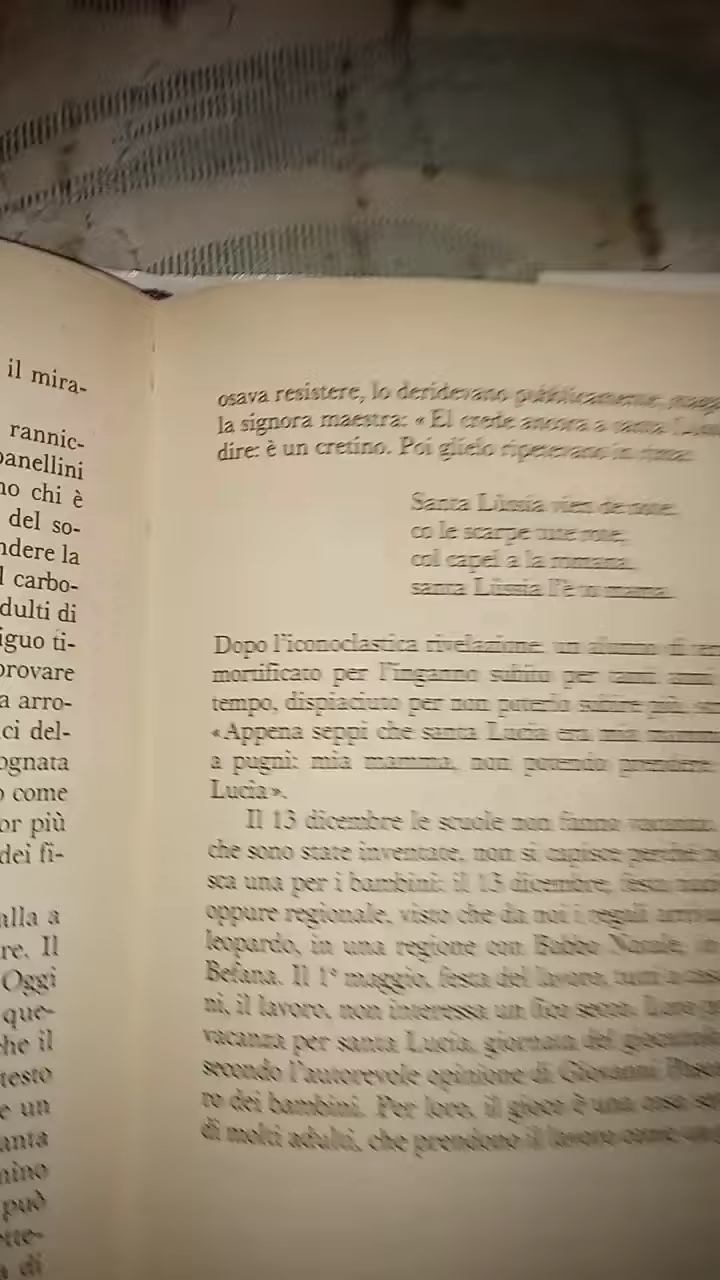 il mira-
rannic-
panellini
no chi è
del so-
ndere la
l carbo-
dulti di
iguo ti-
provare
a arro-
ci del-
ognata
o come
or più
dei fi-
alla a
re. Il
Oggi
que-
he il
testo
e un
anta
nino
può
ette-
a di
osava resistere, lo deridevano pubblicamente,
la signora maestra: « El crede ancora a santa
dire: è un cretino. Poi glielo ripetevano in rima:
Santa Lüssia vien de note,
co le scarpe tute rote,
col capel a la romana,
santa Lüssia l'è to mama.
Dopo l'iconoclastica rivelazione, un alunno di
mortificato per l'inganno subito per tanti anni
tempo, dispiaciuto per non poterlo subire più,
«Appena seppi che santa Lucia era mia mamma
a pugni: mia mamma, non potendo prendere
Lucia».
Il 13 dicembre le scuole non fanno vacanza.
che sono state inventate, non si capisce perché
sca una per i bambini: il 13 dicembre, festa
oppure regionale, visto che da noi i regali
leopardo, in una regione con Babbo Natale, in
Befana. Il 1° maggio, festa del lavoro, tutti a casa
ni, il lavoro, non interessa un fico secco.
vacanza per santa Lucia, giornata del giocattolo
secondo l'autorevole opinione di Giovanni
ro dei bambini. Per loro, il gioco è una cosa
di molti adulti, che prendono il lavoro come un